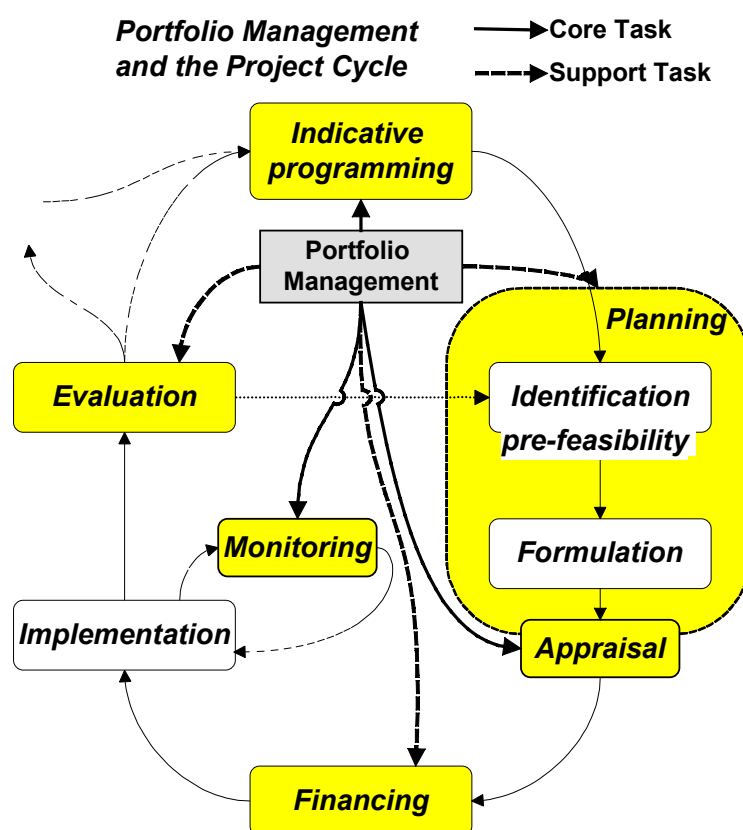 Portfolio Management
and the Project Cycle
Core Task
Support Task
Indicative
programming
Portfolio
Management
Planning
Evaluation
Identification
pre-feasibility
Monitoring
Formulation
Implementation
Appraisal
Financing